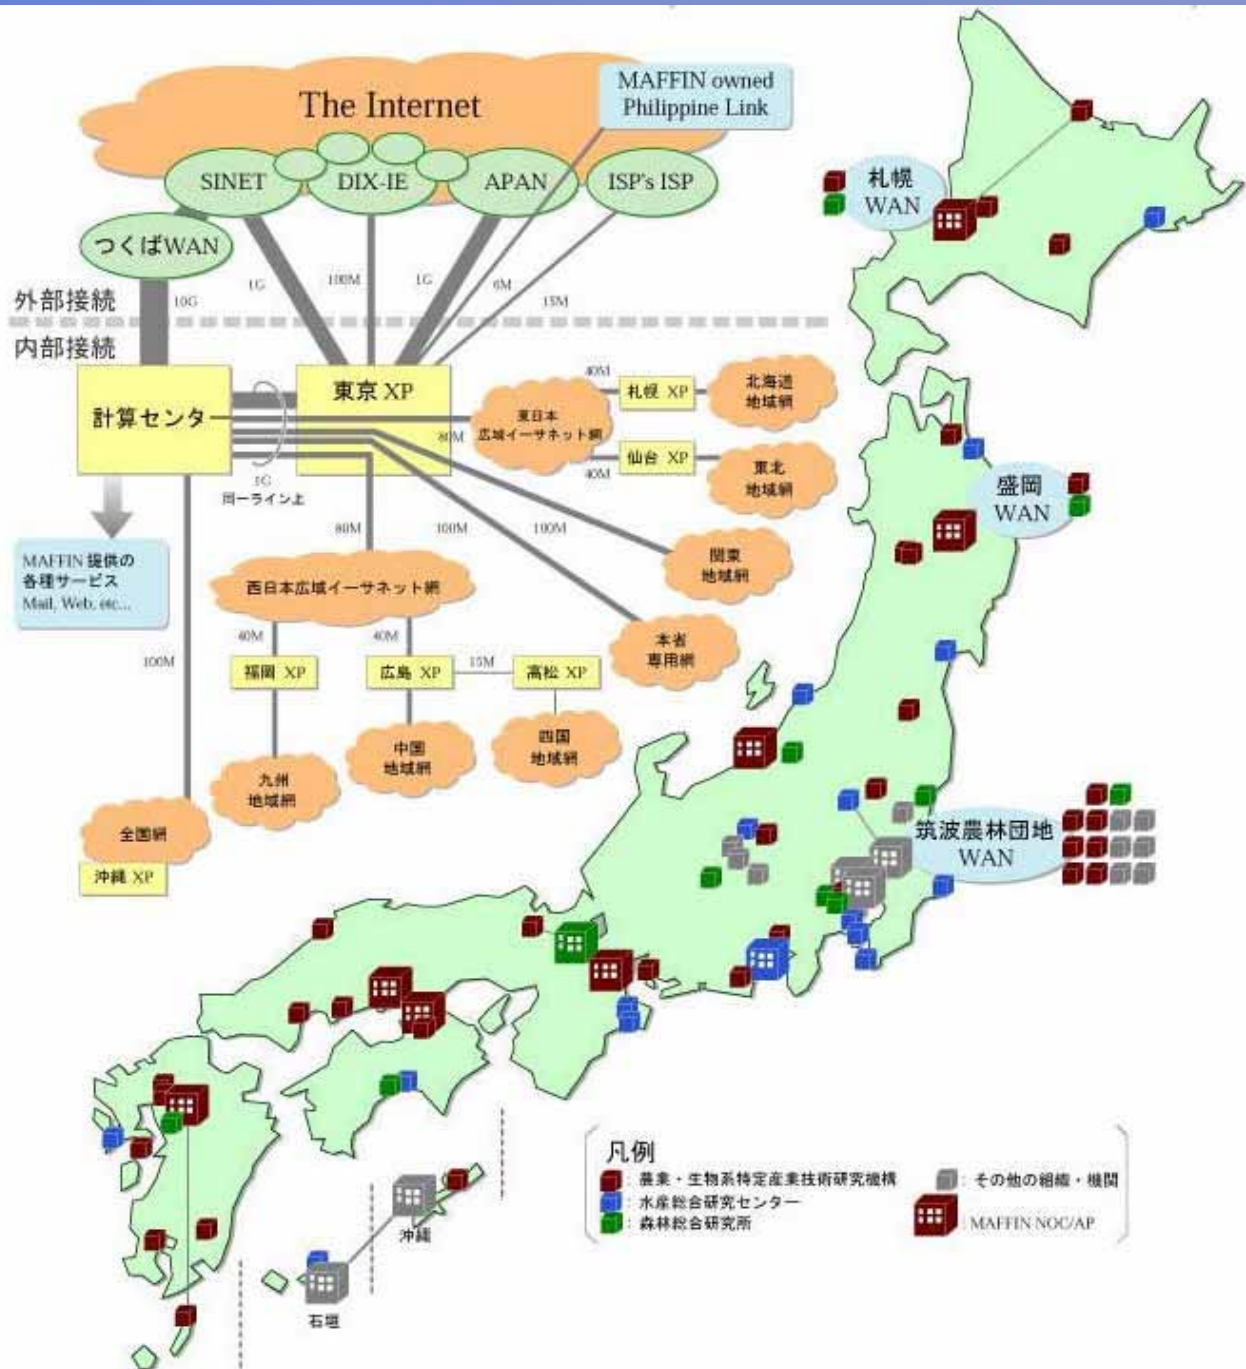 The Internet
MAFFIN owned
Philippine Link
SINET
DIX-IE
APAN
ISP's ISP
つくばWAN
10G
1G
100M
1G
6M
15M
外部接続
内部接続
計算センタ
東京 XP
1G
同一ライン上
80M
東日本
広域イーサネット網
40M
札幌 XP
北海道
地域網
40M
仙台 XP
東北
地域網
MAFFIN 提供の
各種サービス
Mail, Web, etc...
80M
100M
100M
関東
地域網
本省
専用網
西日本広域イーサネット網
40M
40M
福岡 XP
広島 XP
15M
高松 XP
九州
地域網
中国
地域網
四国
地域網
100M
全国網
沖縄 XP
札幌
WAN
盛岡
WAN
筑波農林団地
WAN
沖縄
石垣
凡例
: 農業・生物系特定産業技術研究機構
: 水産総合研究センター
: 森林総合研究所
: その他の組織・機関
: MAFFIN NOC/AP